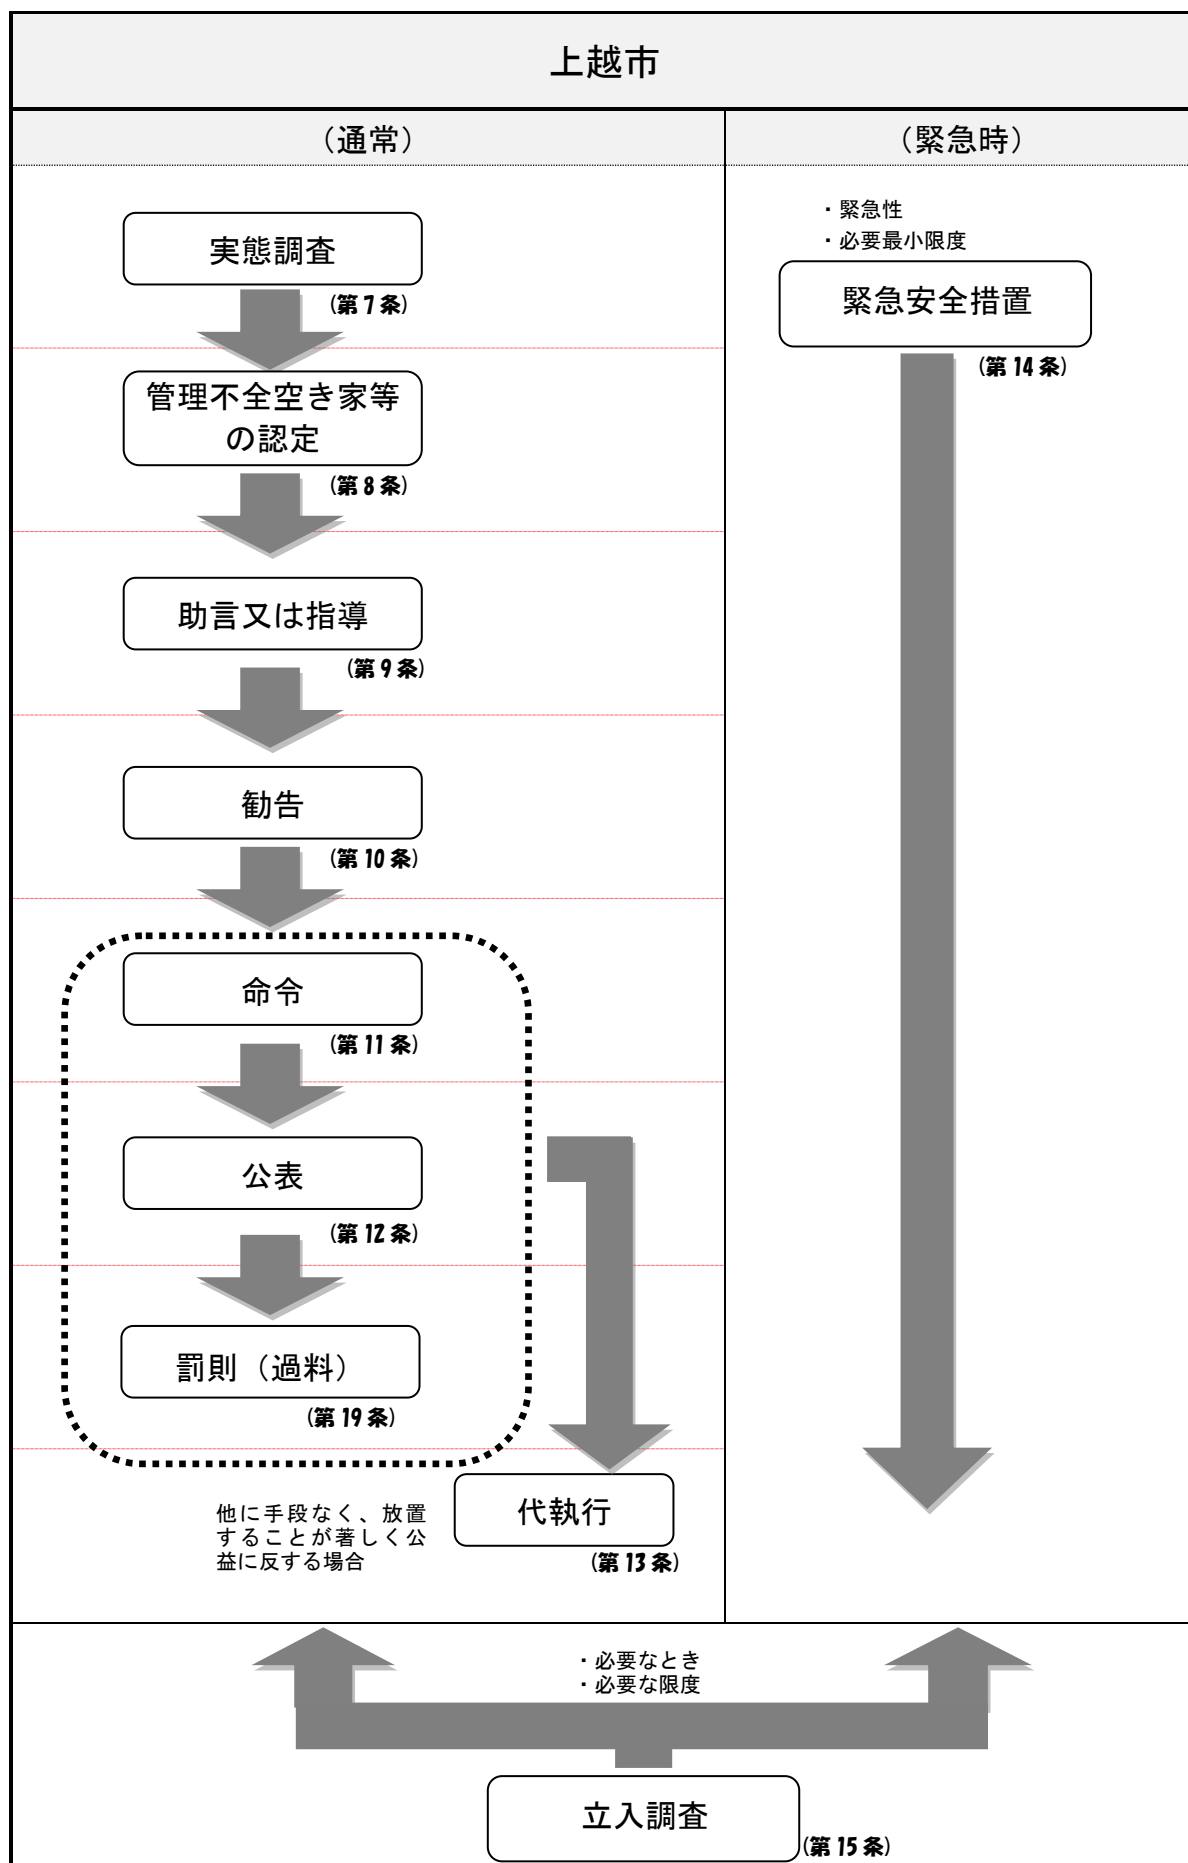 上越市
（通常）
（緊急時）
実態調査
(第7条)
管理不全空き家等
の認定
(第8条)
助言又は指導
(第9条)
勧告
(第10条)
命令
(第11条)
公表
(第12条)
罰則（過料）
(第19条)
他に手段なく、放置
することが著しく公
益に反する場合
代執行
(第13条)
・緊急性
・必要最小限度
緊急安全措置
(第14条)
・必要なとき
・必要な限度
立入調査
(第15条)